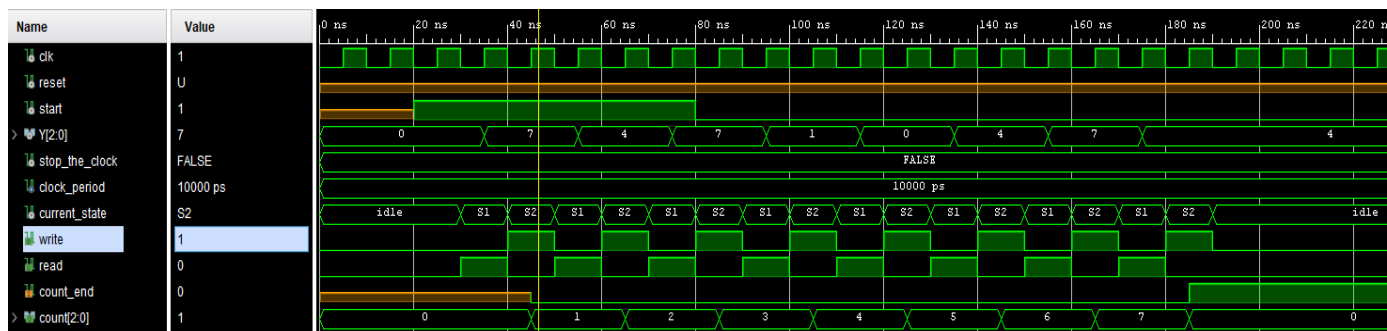 Name Value 0 ns 20 ns 40 ns 60 ns 80 ns 100 ns 120 ns 140 ns 160 ns 180 ns 200 ns 220 n
clk 1
reset U
start 1
Y[2:0] 7 0 7 4 7 1 0 4 7 4
stop_the_clock FALSE FALSE
clock_period 10000 ps 10000 ps
current_state S2 idle S1 S2 S1 S2 S1 S2 S1 S2 S1 S2 S1 S2 S1 S2 S1 S2 idle
write 1
read 0
count_end 0
count[2:0] 1 0 1 2 3 4 5 6 7 0